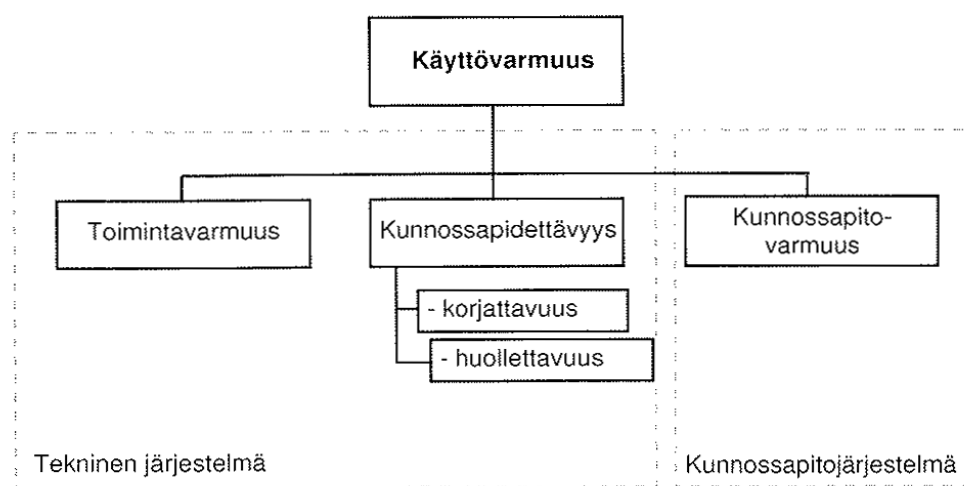 Käyttövarmuus
Toimintavarmuus
Kunnossapidettävyys
Kunnossapito-
varmuus
- korjattavuus
- huollettavuus
Tekninen järjestelmä
Kunnossapitojärjestelmä